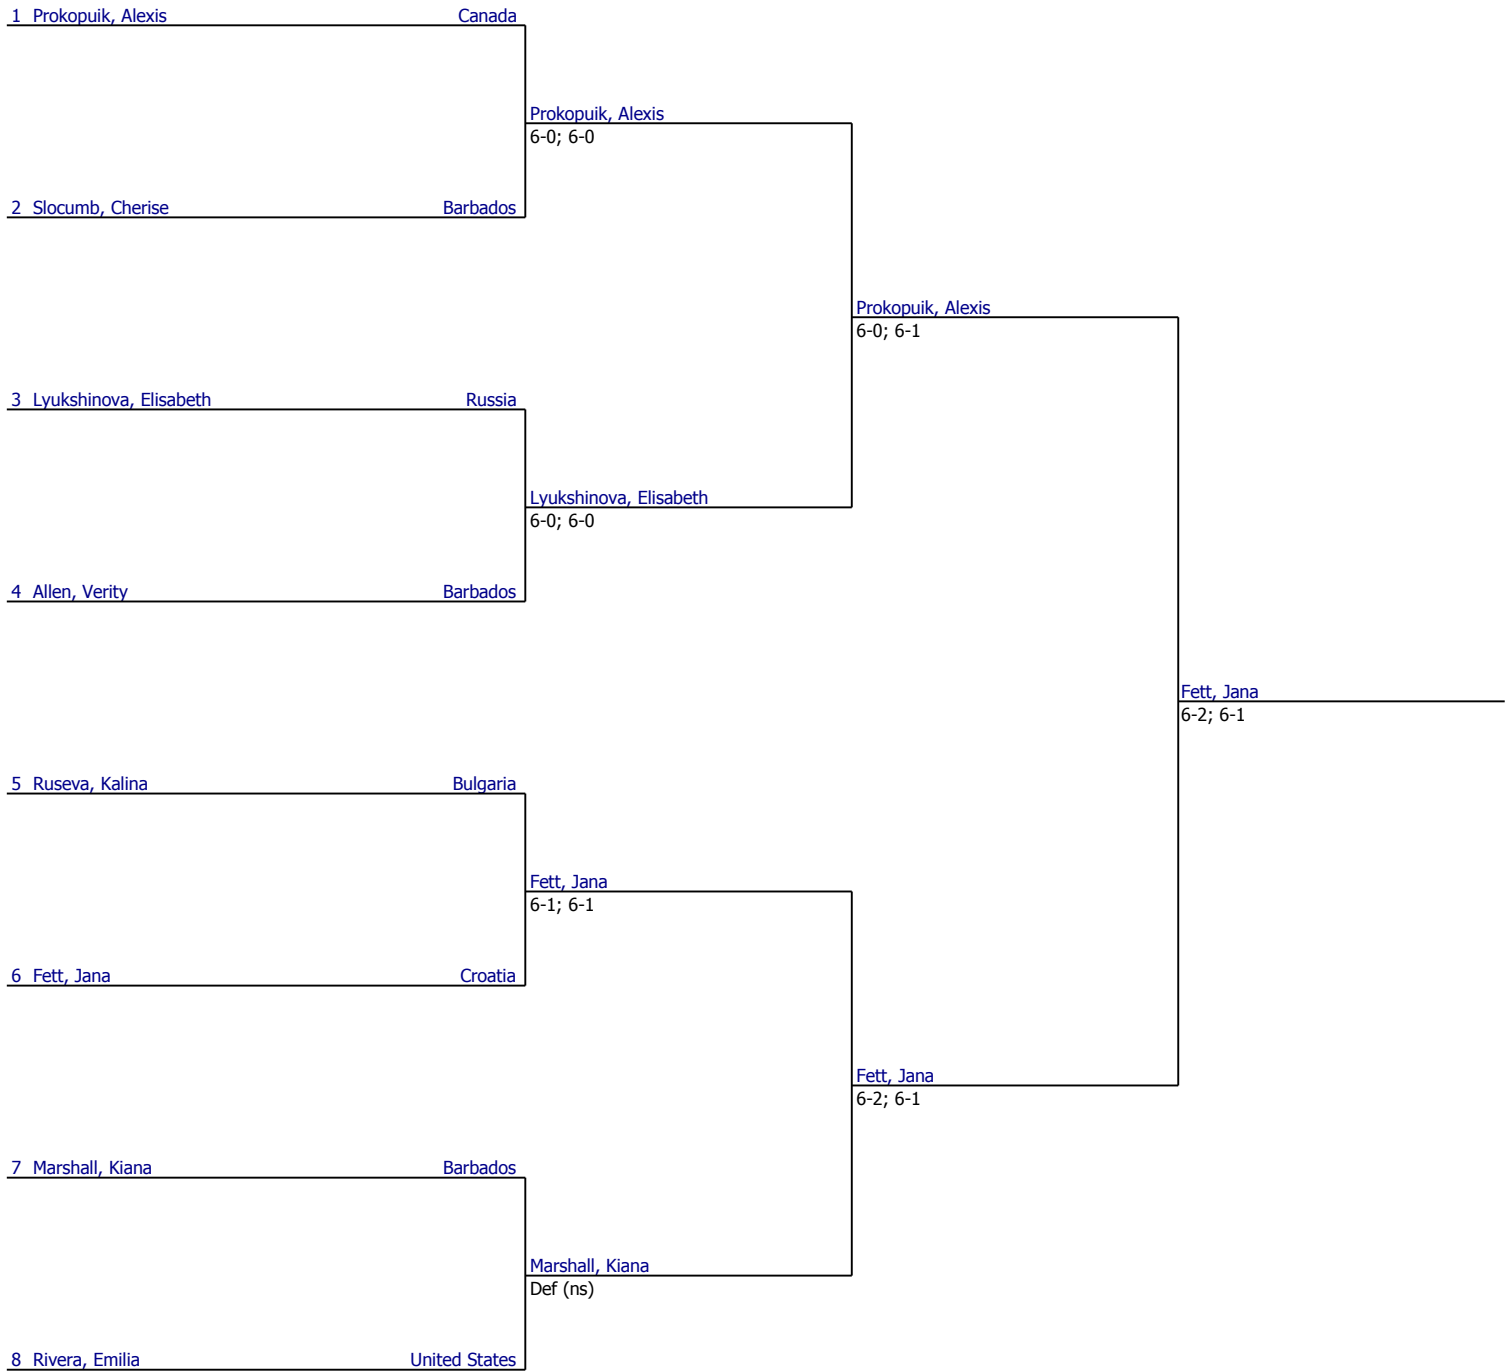 1 Prokopuik, Alexis Canada
Prokopuik, Alexis
6-0; 6-0
2 Slocumb, Cherise Barbados
Prokopuik, Alexis
6-0; 6-1
3 Lyukshinova, Elisabeth Russia
Lyukshinova, Elisabeth
6-0; 6-0
4 Allen, Verity Barbados
Fett, Jana
6-2; 6-1
5 Ruseva, Kalina Bulgaria
Fett, Jana
6-1; 6-1
6 Fett, Jana Croatia
Fett, Jana
6-2; 6-1
7 Marshall, Kiana Barbados
Marshall, Kiana
Def (ns)
8 Rivera, Emilia United States